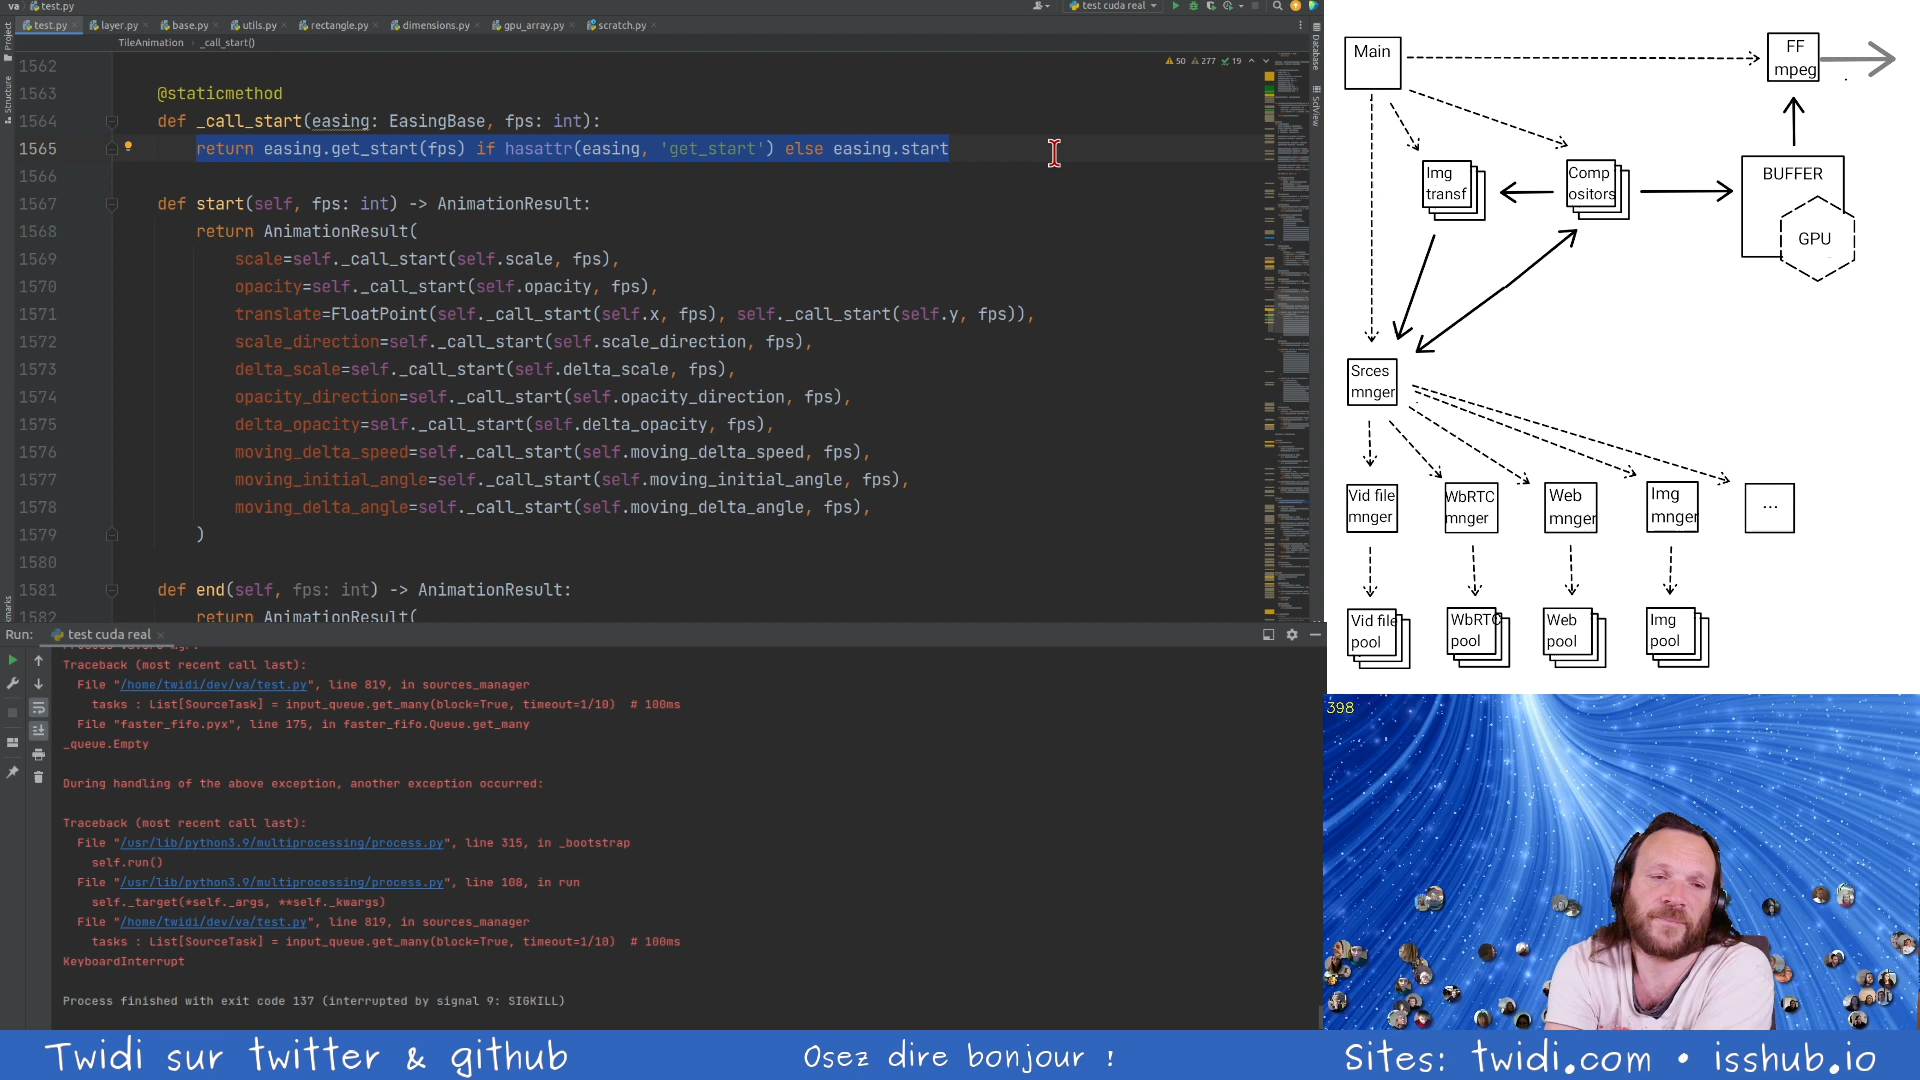 va test.py
test cuda real
test.py layer.py base.py utils.py rectangle.py dimensions.py gpu_array.py scratch.py
TileAnimation _call_start()
Project
Structure
Database
SciView
50 277 19
1562
1563 @staticmethod
1564 def _call_start(easing: EasingBase, fps: int):
1565 return easing.get_start(fps) if hasattr(easing, 'get_start') else easing.start
1566
1567 def start(self, fps: int) -> AnimationResult:
1568 return AnimationResult(
1569 scale=self._call_start(self.scale, fps),
1570 opacity=self._call_start(self.opacity, fps),
1571 translate=FloatPoint(self._call_start(self.x, fps), self._call_start(self.y, fps)),
1572 scale_direction=self._call_start(self.scale_direction, fps),
1573 delta_scale=self._call_start(self.delta_scale, fps),
1574 opacity_direction=self._call_start(self.opacity_direction, fps),
1575 delta_opacity=self._call_start(self.delta_opacity, fps),
1576 moving_delta_speed=self._call_start(self.moving_delta_speed, fps),
1577 moving_initial_angle=self._call_start(self.moving_initial_angle, fps),
1578 moving_delta_angle=self._call_start(self.moving_delta_angle, fps),
1579 )
1580
1581 def end(self, fps: int) -> AnimationResult:
1582 return AnimationResult(
Run: test cuda real
Traceback (most recent call last):
File "/home/twidi/dev/va/test.py", line 819, in sources_manager
tasks : List[SourceTask] = input_queue.get_many(block=True, timeout=1/10) # 100ms
File "faster_fifo.pyx", line 175, in faster_fifo.Queue.get_many
_queue.Empty
During handling of the above exception, another exception occurred:
Traceback (most recent call last):
File "/usr/lib/python3.9/multiprocessing/process.py", line 315, in _bootstrap
self.run()
File "/usr/lib/python3.9/multiprocessing/process.py", line 108, in run
self._target(*self._args, **self._kwargs)
File "/home/twidi/dev/va/test.py", line 819, in sources_manager
tasks : List[SourceTask] = input_queue.get_many(block=True, timeout=1/10) # 100ms
KeyboardInterrupt
Process finished with exit code 137 (interrupted by signal 9: SIGKILL)
Main
FF
mpeg
Img
transf
Comp
ositors
BUFFER
GPU
Srces
mnger
Vid file
mnger
WbRTC
mnger
Web
mnger
Img
mnger
...
Vid file
pool
WbRTC
pool
Web
pool
Img
pool
398
Twidi sur twitter & github
Osez dire bonjour !
Sites: twidi.com • isshub.io